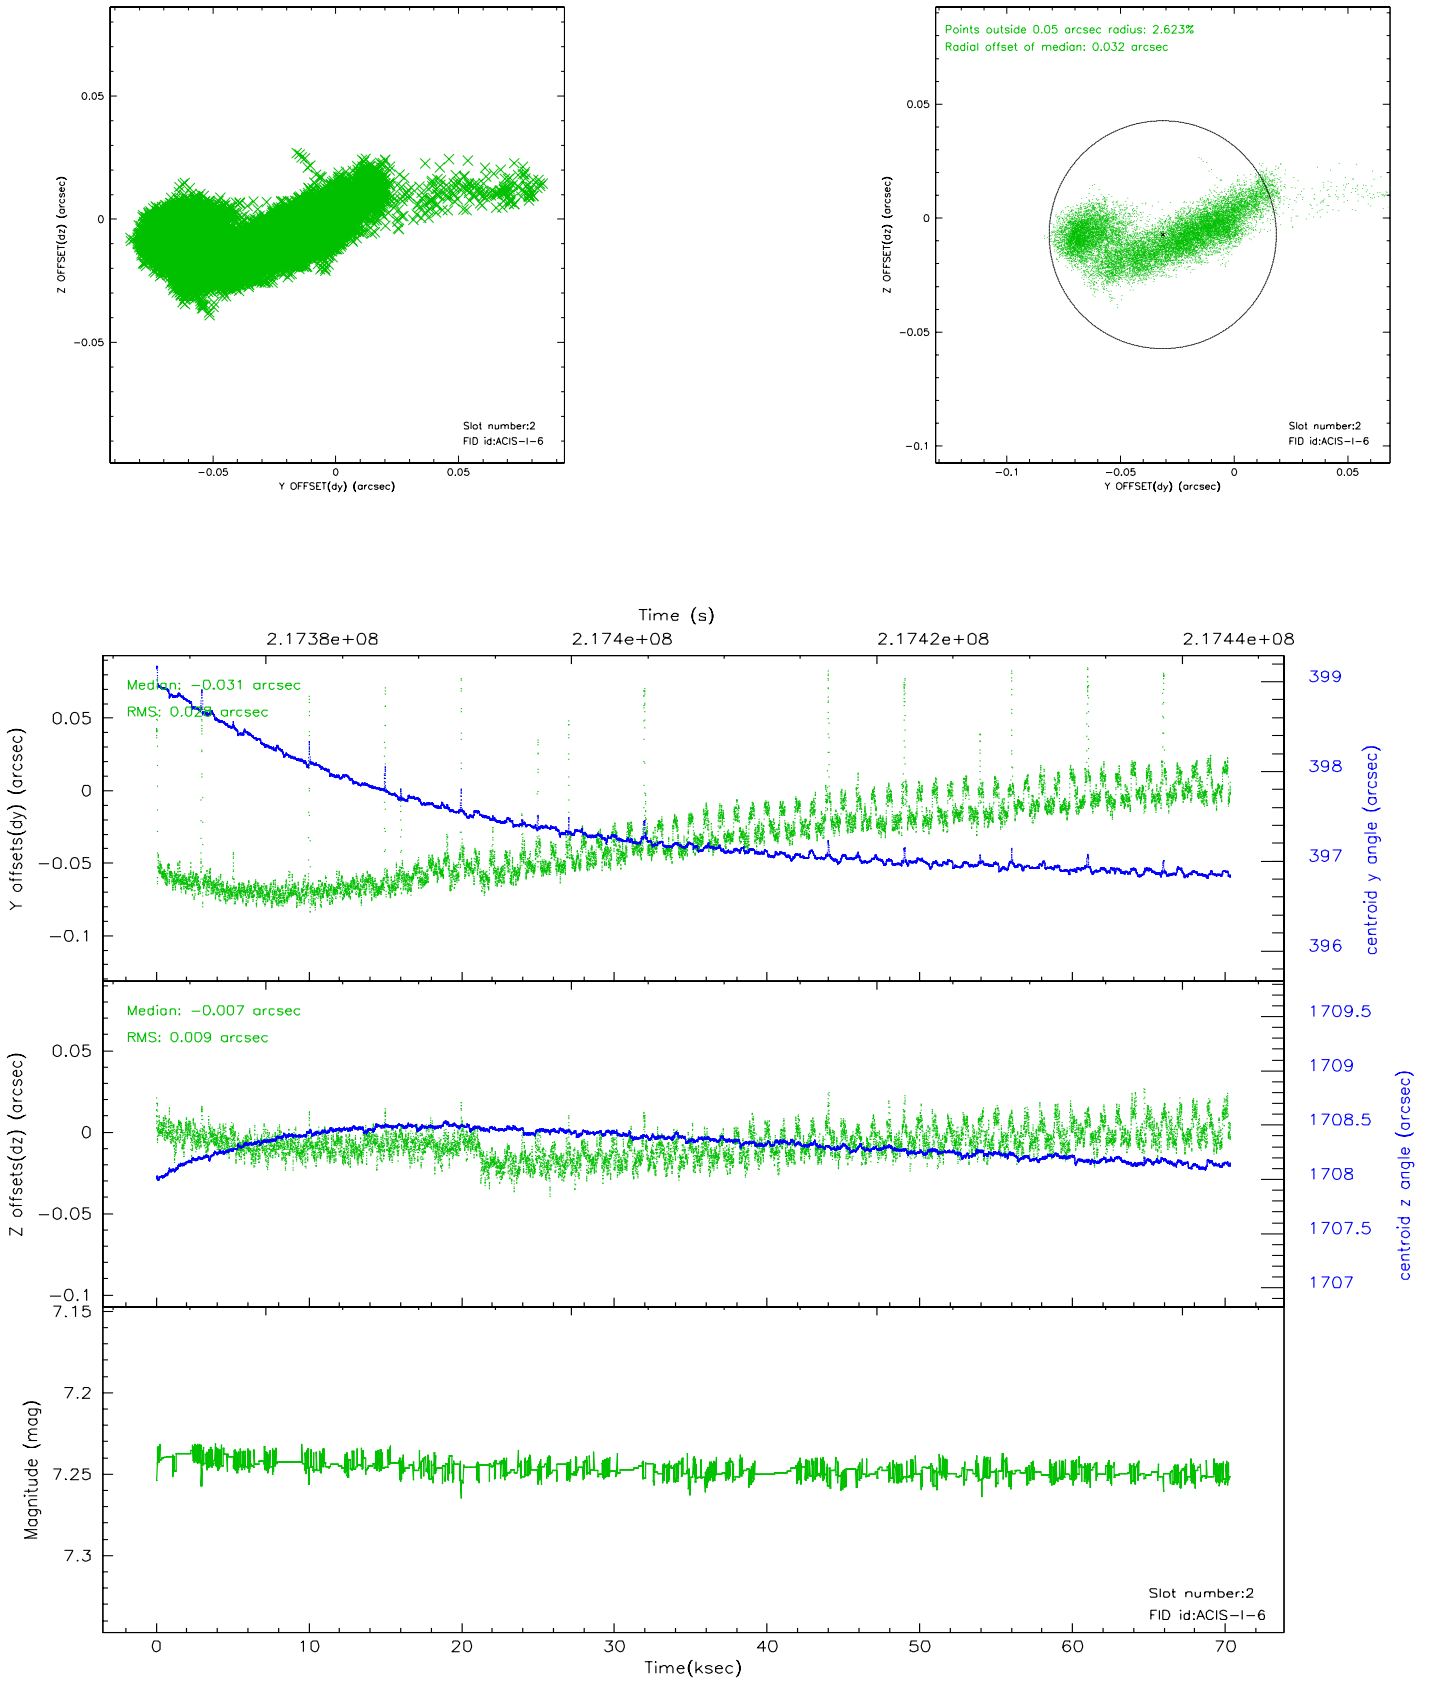 0.05
0
-0.05
Z OFFSET(dz) (arcsec)
Slot number:2
FID id:ACIS-I-6
-0.05 0 0.05
Y OFFSET(dy) (arcsec)
Points outside 0.05 arcsec radius: 2.623%
Radial offset of median: 0.032 arcsec
0.05
0
-0.05
-0.1
Z OFFSET(dz) (arcsec)
Slot number:2
FID id:ACIS-I-6
-0.1 -0.05 0 0.05
Y OFFSET(dy) (arcsec)
Time (s)
2.1738e+08 2.174e+08 2.1742e+08 2.1744e+08
Median: -0.031 arcsec
RMS: 0.028 arcsec
0.05
0
-0.05
-0.1
Y offsets(dy) (arcsec)
399
398
397
396
centroid y angle (arcsec)
Median: -0.007 arcsec
RMS: 0.009 arcsec
0.05
0
-0.05
-0.1
Z offsets(dz) (arcsec)
1709.5
1709
1708.5
1708
1707.5
1707
centroid z angle (arcsec)
7.15
7.2
7.25
7.3
Magnitude (mag)
Slot number:2
FID id:ACIS-I-6
0 10 20 30 40 50 60 70
Time(ksec)